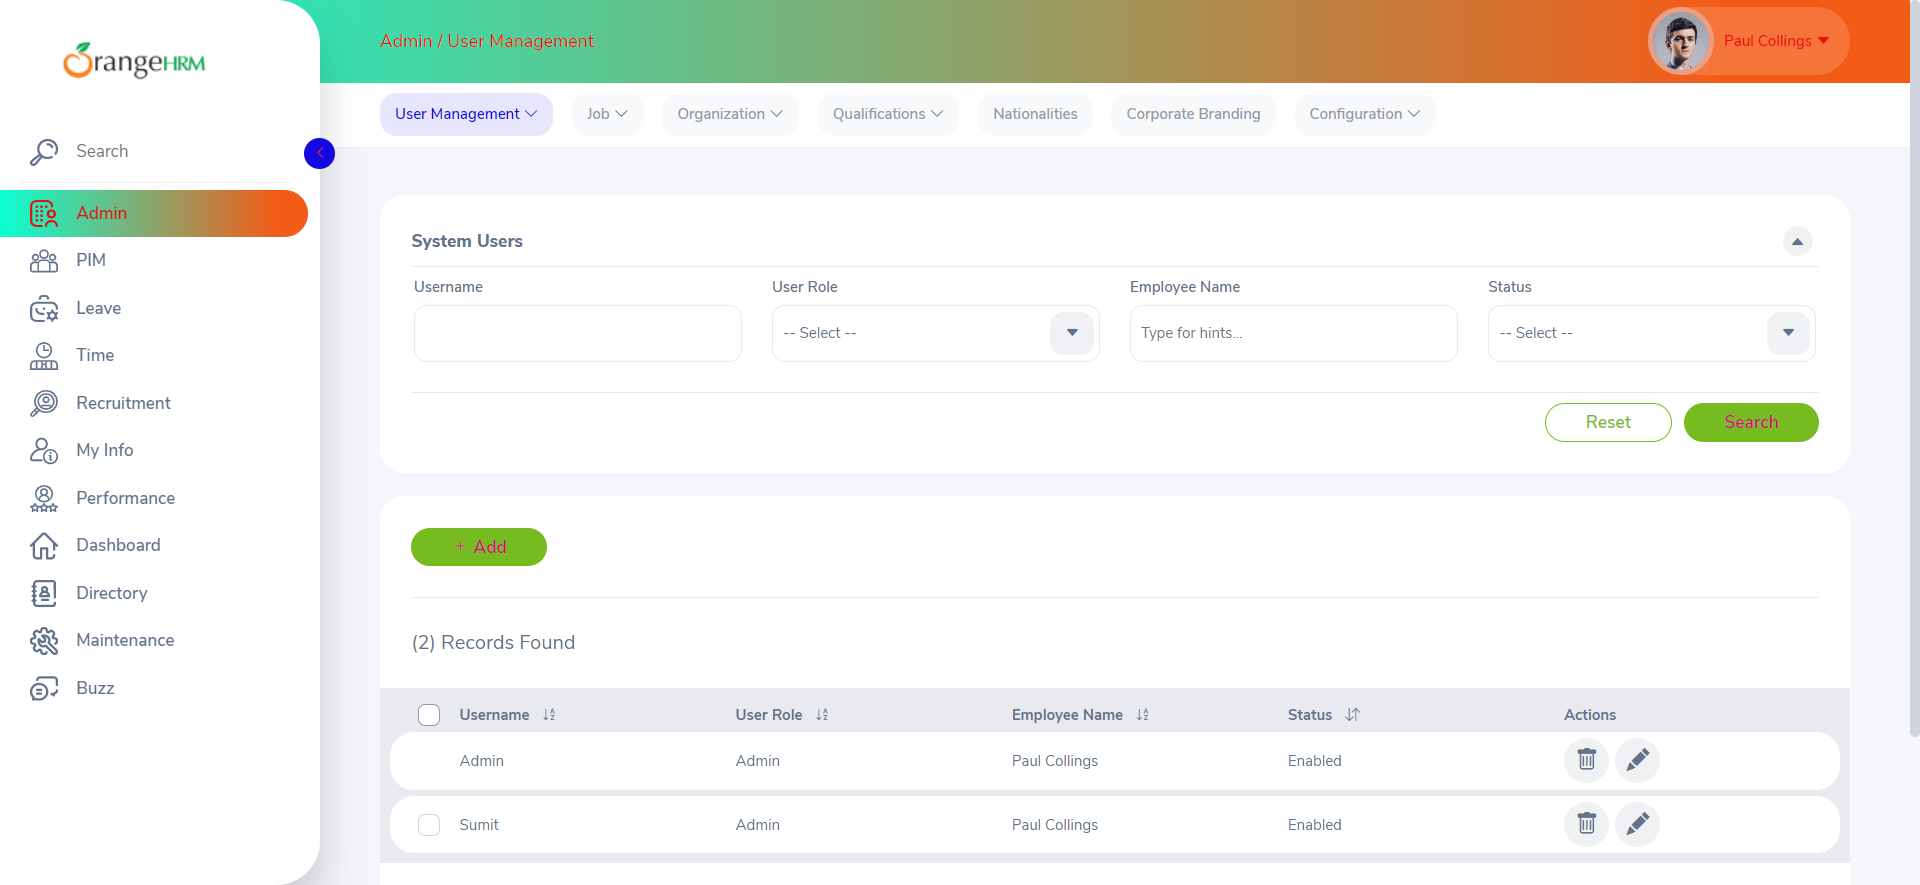 OrangeHRM
Admin / User Management
Paul Collings
User Management
Job
Organization
Qualifications
Nationalities
Corporate Branding
Configuration
Search
Admin
PIM
Leave
Time
Recruitment
My Info
Performance
Dashboard
Directory
Maintenance
Buzz
System Users
Username
User Role
Employee Name
Status
-- Select --
Type for hints...
-- Select --
Reset
Search
+ Add
(2) Records Found
Username
User Role
Employee Name
Status
Actions
Admin
Admin
Paul Collings
Enabled
Sumit
Admin
Paul Collings
Enabled